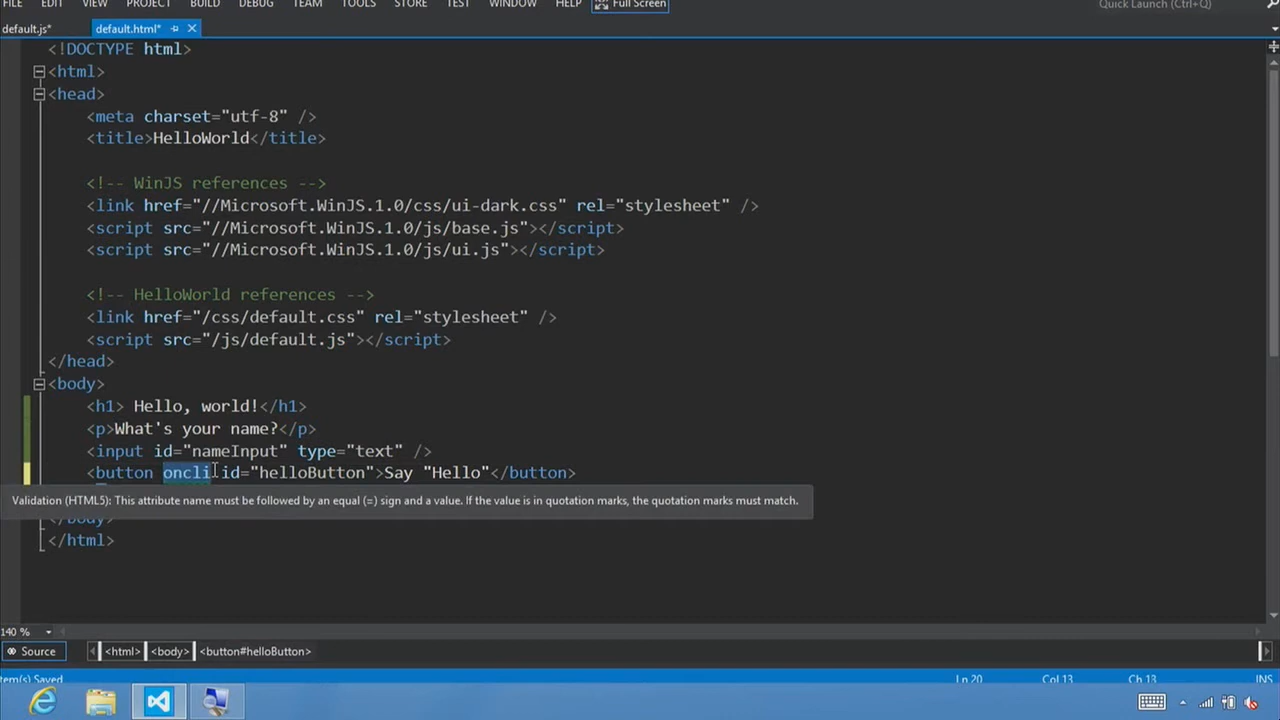 FILE EDIT VIEW PROJECT BUILD DEBUG TEAM TOOLS STORE TEST WINDOW HELP Full Screen Quick Launch (Ctrl+Q)
default.js* default.html*
<!DOCTYPE html>
<html>
<head>
<meta charset="utf-8" />
<title>HelloWorld</title>
<!-- WinJS references -->
<link href="//Microsoft.WinJS.1.0/css/ui-dark.css" rel="stylesheet" />
<script src="//Microsoft.WinJS.1.0/js/base.js"></script>
<script src="//Microsoft.WinJS.1.0/js/ui.js"></script>
<!-- HelloWorld references -->
<link href="/css/default.css" rel="stylesheet" />
<script src="/js/default.js"></script>
</head>
<body>
<h1> Hello, world!</h1>
<p>What's your name?</p>
<input id="nameInput" type="text" />
<button oncli id="helloButton">Say "Hello"</button>
Validation (HTML5): This attribute name must be followed by an equal (=) sign and a value. If the value is in quotation marks, the quotation marks must match.
</body>
</html>
140 %
Source <html> <body> <button#helloButton>
tem(s) Saved Ln 20 Col 13 Ch 13 INS